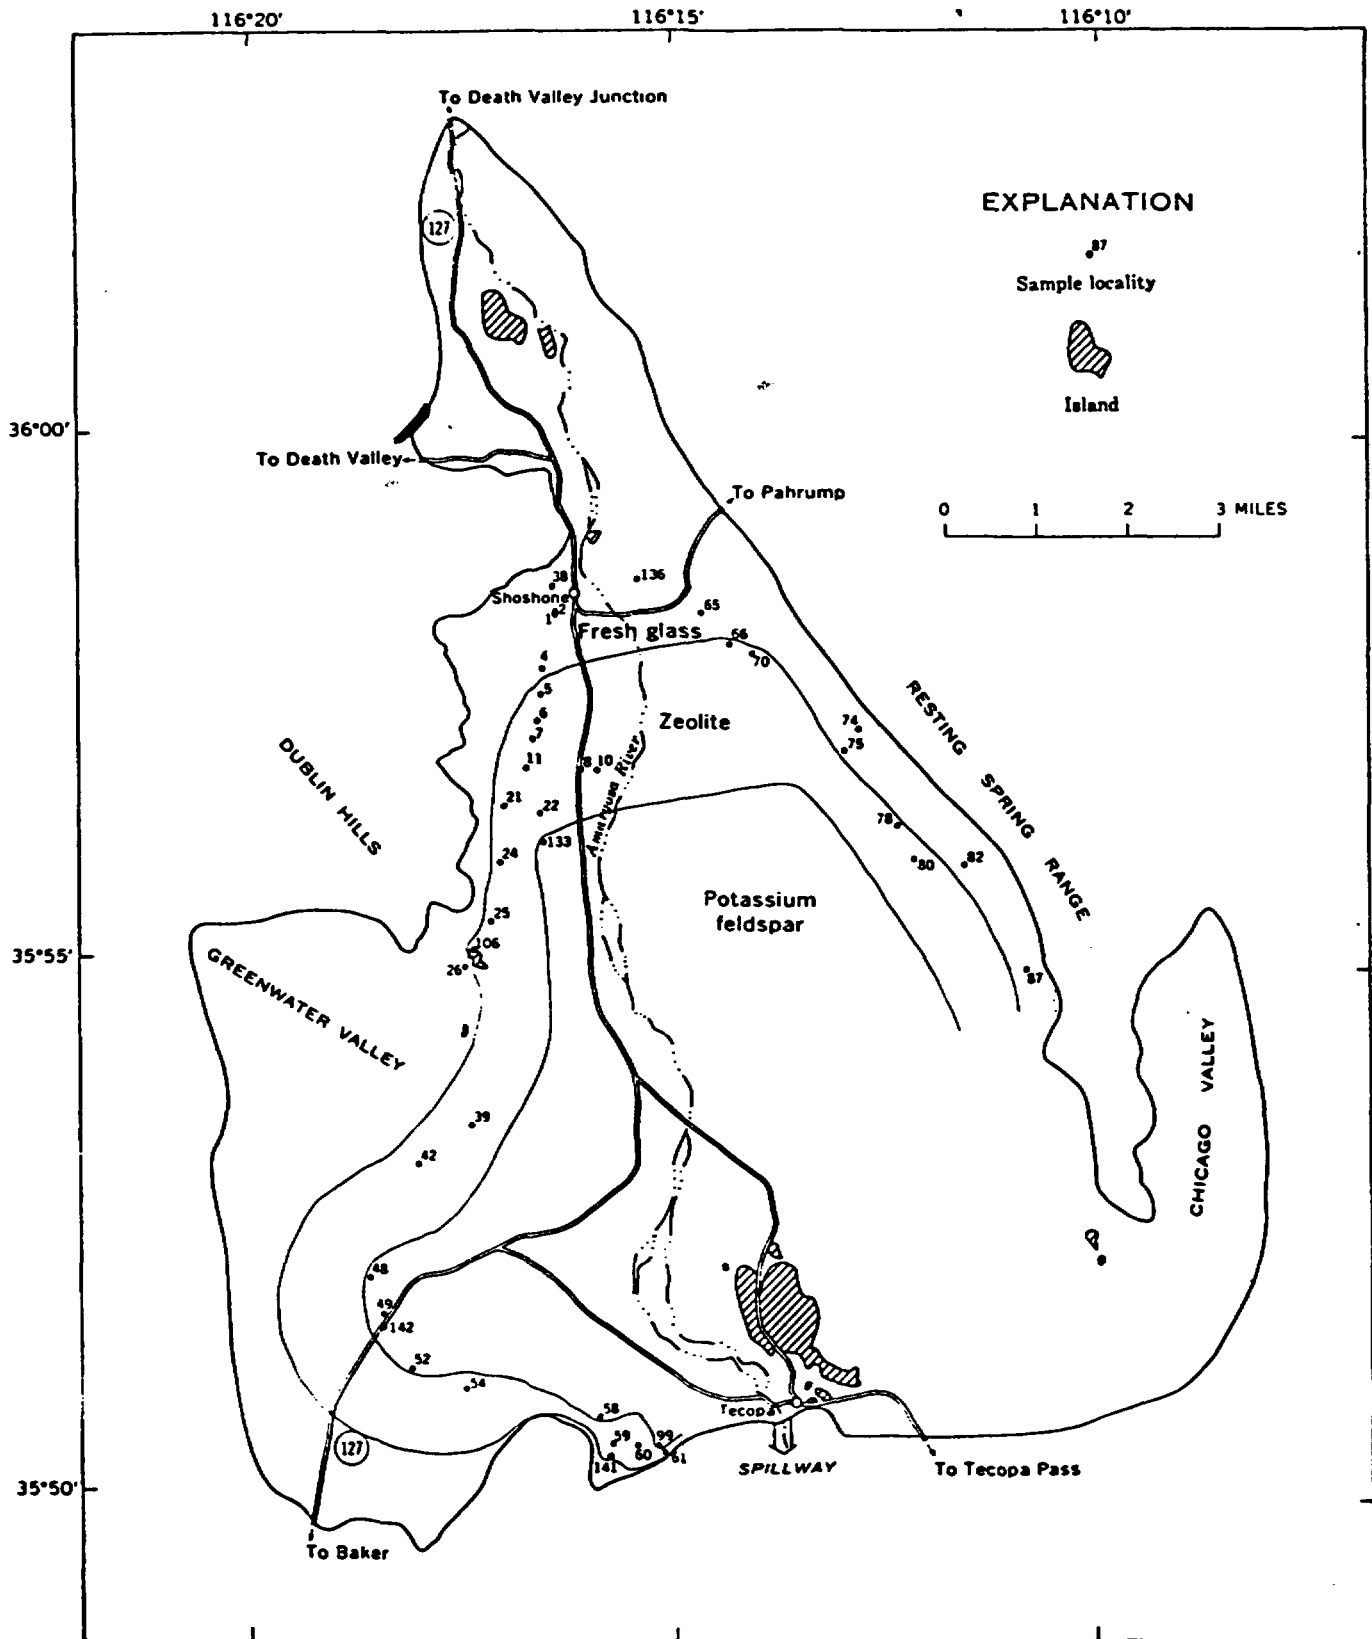 116°20'
116°15'
116°10'
To Death Valley Junction
EXPLANATION
127
87
Sample locality
Island
36°00'
To Death Valley
To Pahrump
0 1 2 3 MILES
38
136
Shoshone
1 2
65
Fresh glass
66
4
70
5
6
Zeolite
74
75
RESTING SPRING RANGE
DUBLIN HILLS
11
8 10
Amargosa River
21
22
78
133
24
80
82
Potassium
feldspar
25
106
35°55'
26
87
GREENWATER VALLEY
CHICAGO VALLEY
39
42
48
49
142
52
54
58
Tecopa
59
99
127
141
60
61
SPILLWAY
To Tecopa Pass
35°50'
To Baker